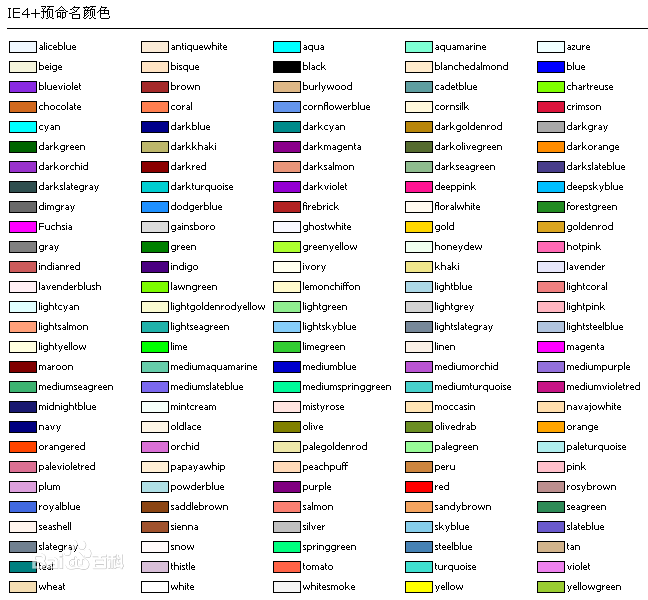 IE4+预命名颜色
aliceblue antiquewhite aqua aquamarine azure
beige bisque black blanchedalmond blue
blueviolet brown burlywood cadetblue chartreuse
chocolate coral cornflowerblue cornsilk crimson
cyan darkblue darkcyan darkgoldenrod darkgray
darkgreen darkkhaki darkmagenta darkolivegreen darkorange
darkorchid darkred darksalmon darkseagreen darkslateblue
darkslategray darkturquoise darkviolet deeppink deepskyblue
dimgray dodgerblue firebrick floralwhite forestgreen
Fuchsia gainsboro ghostwhite gold goldenrod
gray green greenyellow honeydew hotpink
indianred indigo ivory khaki lavender
lavenderblush lawngreen lemonchiffon lightblue lightcoral
lightcyan lightgoldenrodyellow lightgreen lightgrey lightpink
lightsalmon lightseagreen lightskyblue lightslategray lightsteelblue
lightyellow lime limegreen linen magenta
maroon mediumaquamarine mediumblue mediumorchid mediumpurple
mediumseagreen mediumslateblue mediumspringgreen mediumturquoise mediumvioletred
midnightblue mintcream mistyrose moccasin navajowhite
navy oldlace olive olivedrab orange
orangered orchid palegoldenrod palegreen paleturquoise
palevioletred papayawhip peachpuff peru pink
plum powderblue purple red rosybrown
royalblue saddlebrown salmon sandybrown seagreen
seashell sienna silver skyblue slateblue
slategray snow springgreen steelblue tan
teal thistle tomato turquoise violet
Bai百科
wheat white whitesmoke yellow yellowgreen